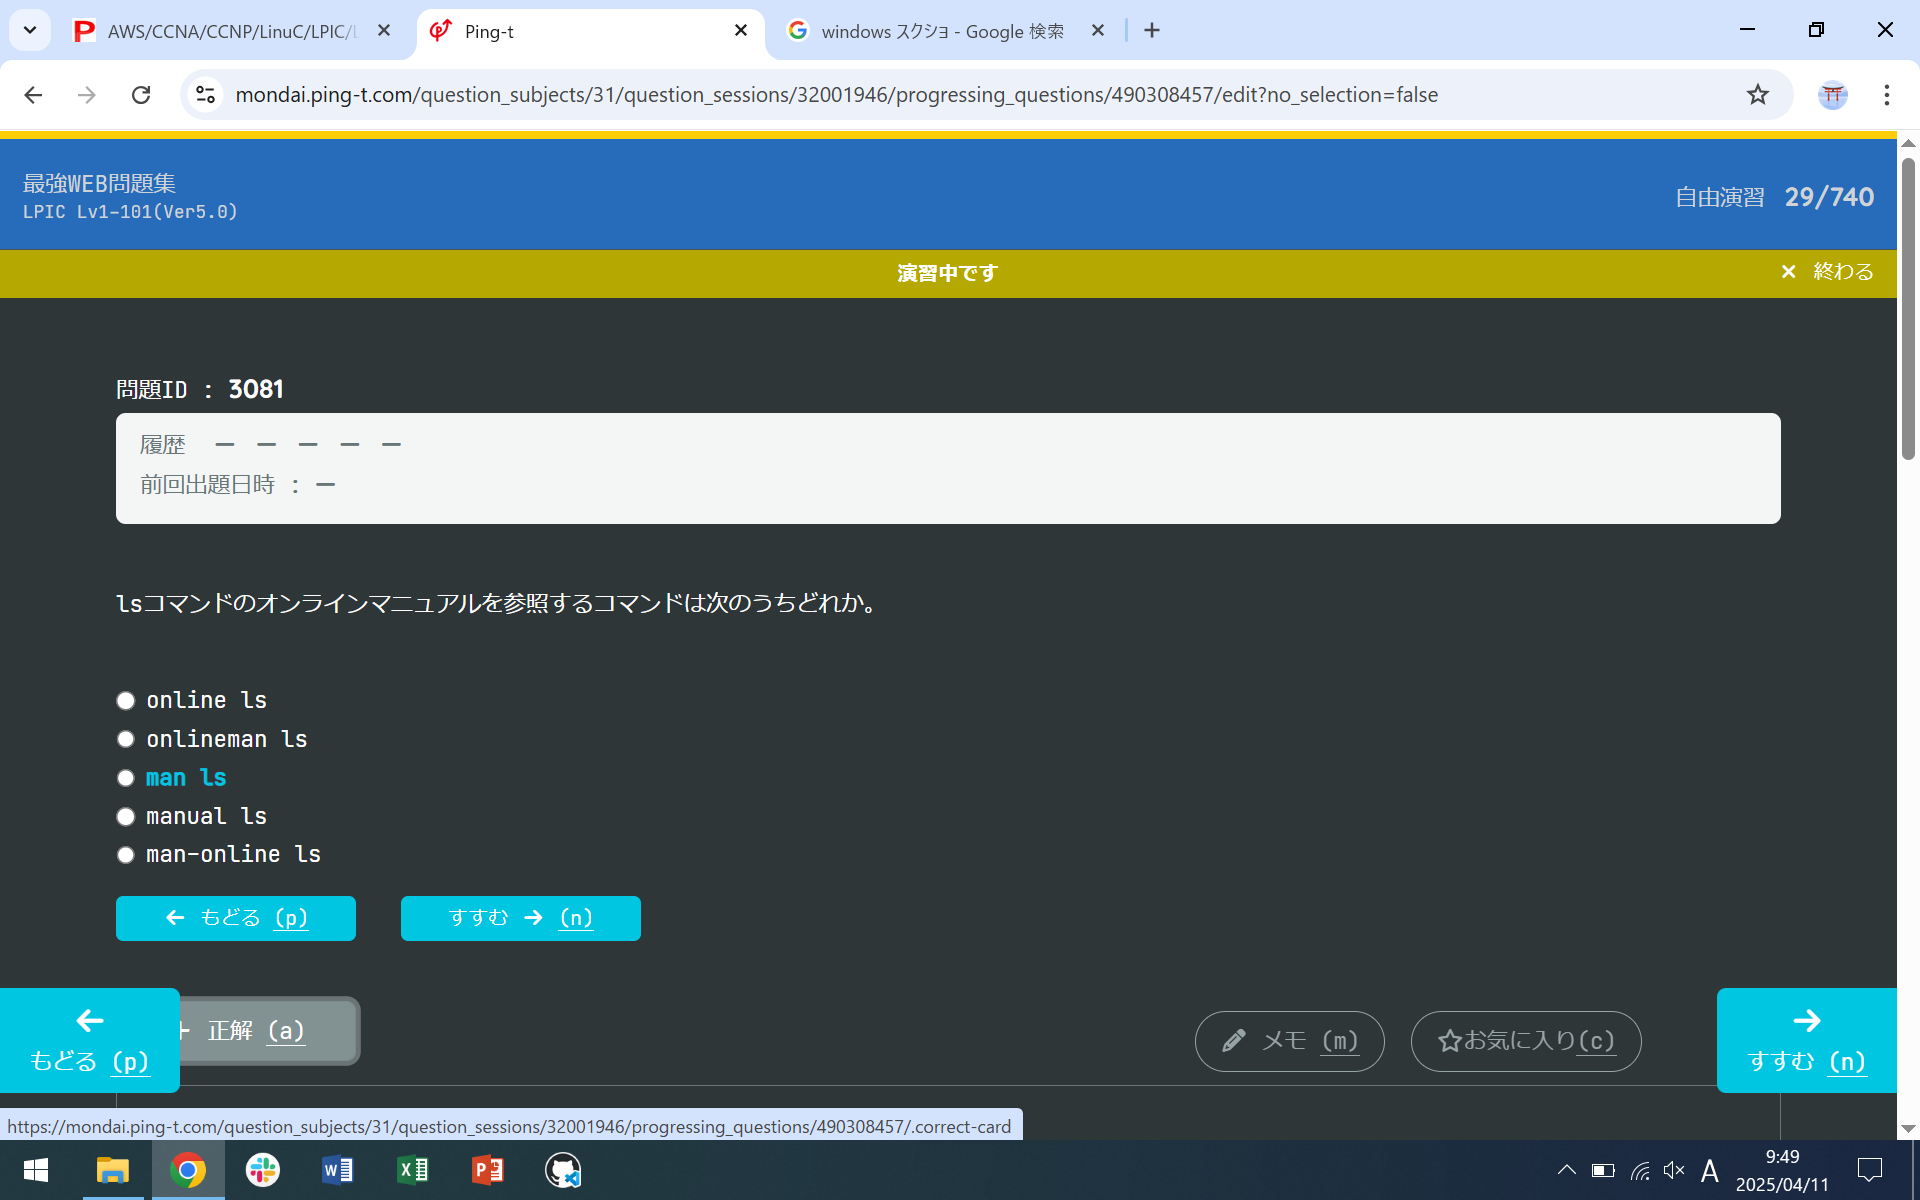 AWS/CCNA/CCNP/LinuC/LPIC/
Ping-t
windows スクショ - Google 検索
mondai.ping-t.com/question_subjects/31/question_sessions/32001946/progressing_questions/490308457/edit?no_selection=false
最強WEB問題集
LPIC Lv1-101(Ver5.0)
自由演習 29/740
演習中です
× 終わる
問題ID : 3081
履歴 ー ー ー ー ー
前回出題日時 : ー
lsコマンドのオンラインマニュアルを参照するコマンドは次のうちどれか。
online ls
onlineman ls
man ls
manual ls
man-online ls
← もどる (p)
すすむ → (n)
←
もどる (p)
+ 正解 (a)
メモ (m)
☆お気に入り(c)
→
すすむ (n)
https://mondai.ping-t.com/question_subjects/31/question_sessions/32001946/progressing_questions/490308457/.correct-card
A
9:49
2025/04/11